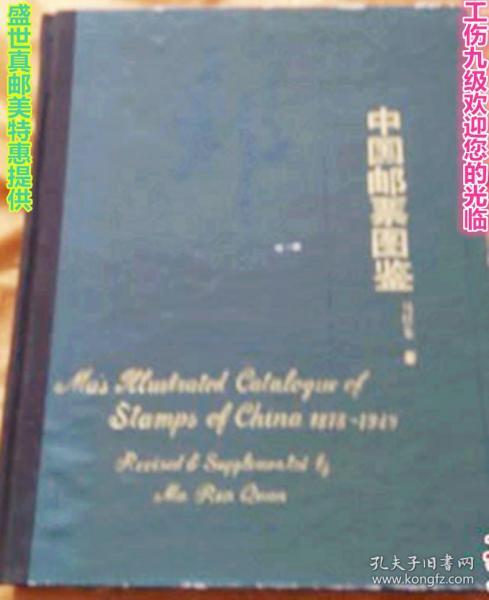 盛世真邮美特惠提供
工伤九级欢迎您的光临
中国邮票图鉴
Ma's Illustrated Catalogue of
Stamps of China 1878-1949
Revised & Supplemented by
Ma Ren Quan
孔夫子旧书网
www.kongfz.com